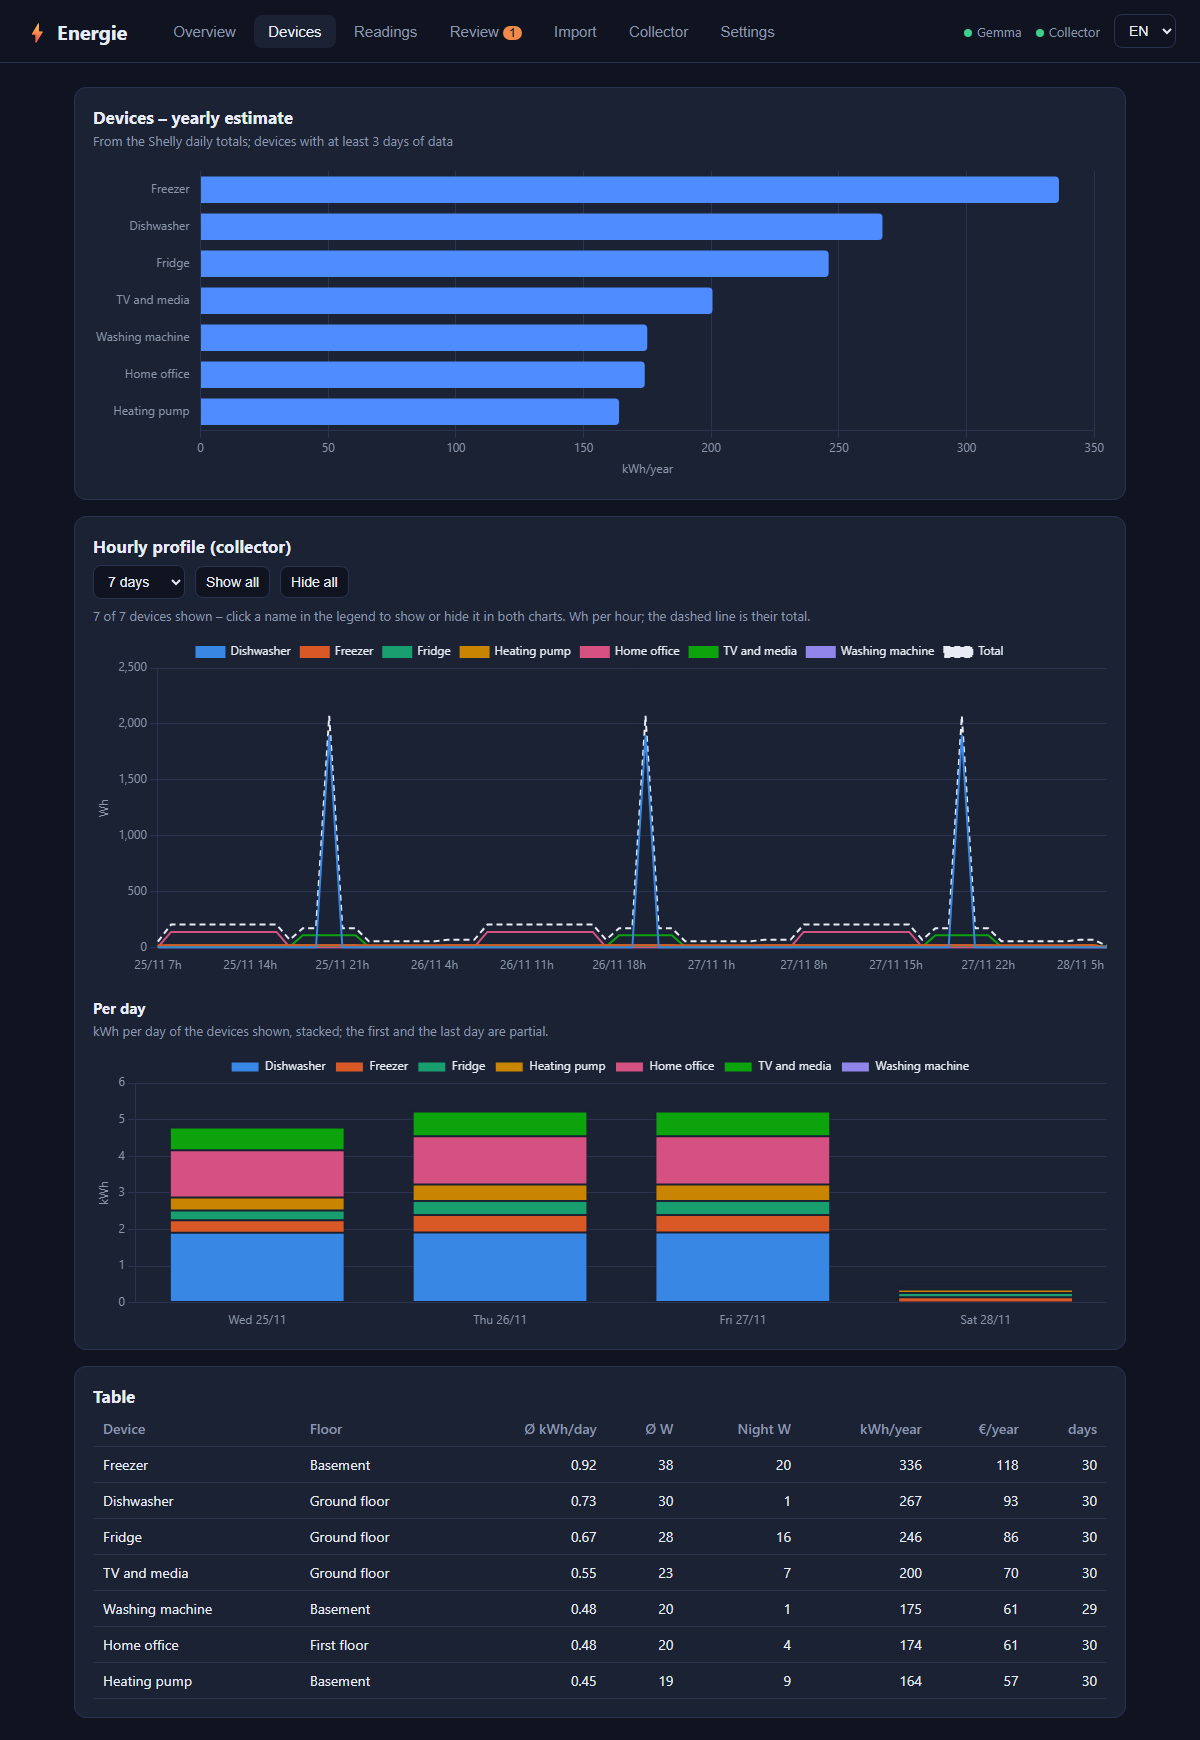 Energie
Overview Devices Readings Review 1 Import Collector Settings
Gemma Collector EN
Devices – yearly estimate
From the Shelly daily totals; devices with at least 3 days of data
Freezer
Dishwasher
Fridge
TV and media
Washing machine
Home office
Heating pump
0 50 100 150 200 250 300 350
kWh/year
Hourly profile (collector)
7 days Show all Hide all
7 of 7 devices shown – click a name in the legend to show or hide it in both charts. Wh per hour; the dashed line is their total.
Dishwasher Freezer Fridge Heating pump Home office TV and media Washing machine Total
2,500
2,000
1,500
Wh
1,000
500
0
25/11 7h 25/11 14h 25/11 21h 26/11 4h 26/11 11h 26/11 18h 27/11 1h 27/11 8h 27/11 15h 27/11 22h 28/11 5h
Per day
kWh per day of the devices shown, stacked; the first and the last day are partial.
Dishwasher Freezer Fridge Heating pump Home office TV and media Washing machine
6
5
4
kWh
3
2
1
0
Wed 25/11 Thu 26/11 Fri 27/11 Sat 28/11
Table
Device Floor Ø kWh/day Ø W Night W kWh/year €/year days
Freezer Basement 0.92 38 20 336 118 30
Dishwasher Ground floor 0.73 30 1 267 93 30
Fridge Ground floor 0.67 28 16 246 86 30
TV and media Ground floor 0.55 23 7 200 70 30
Washing machine Basement 0.48 20 1 175 61 29
Home office First floor 0.48 20 4 174 61 30
Heating pump Basement 0.45 19 9 164 57 30